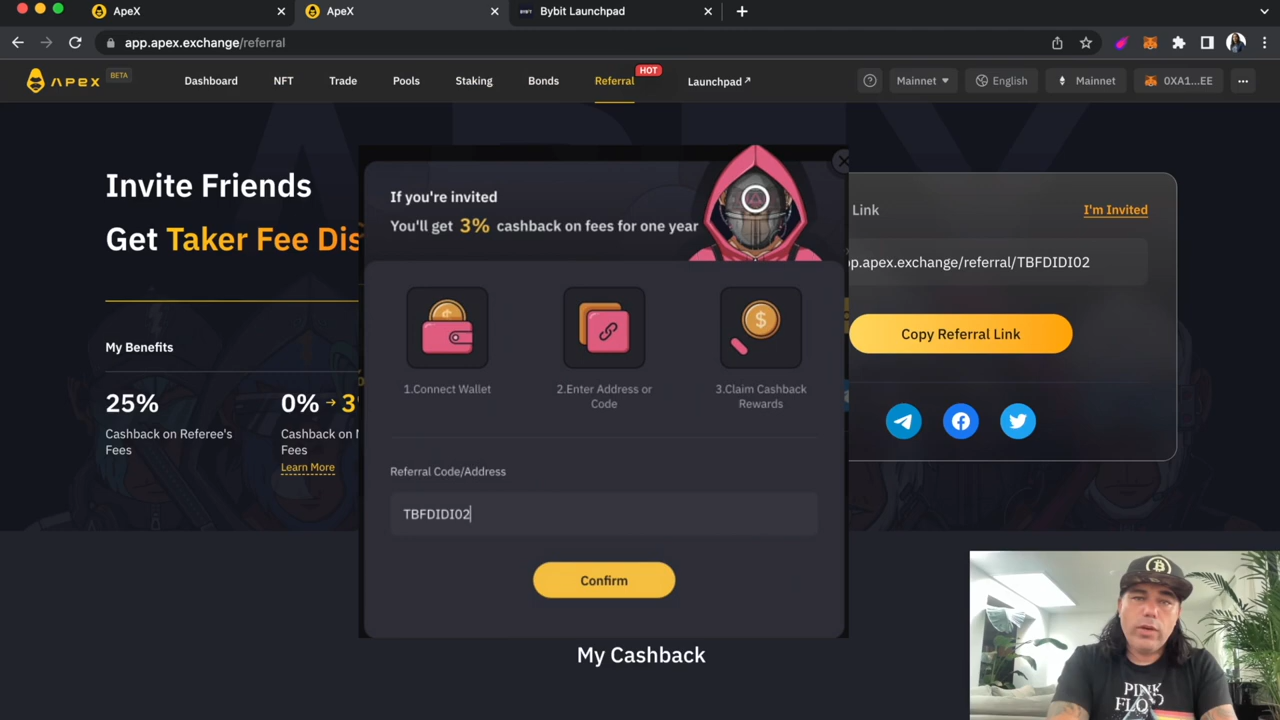 ApeX
ApeX
BYBIT
Bybit Launchpad
app.apex.exchange/referral
APEX
BETA
Dashboard
NFT
Trade
Pools
Staking
Bonds
Referral
HOT
Launchpad
Mainnet
English
Mainnet
0XA1...EE
Invite Friends
Get Taker Fee Dis
My Benefits
25%
Cashback on Referee's
Fees
0% → 3
Cashback on
Fees
Learn More
If you're invited
You'll get 3% cashback on fees for one year
1.Connect Wallet
2.Enter Address or
Code
3.Claim Cashback
Rewards
Referral Code/Address
TBFDIDI02
Confirm
Link
I'm Invited
pp.apex.exchange/referral/TBFDIDI02
Copy Referral Link
My Cashback
PINK
FLO